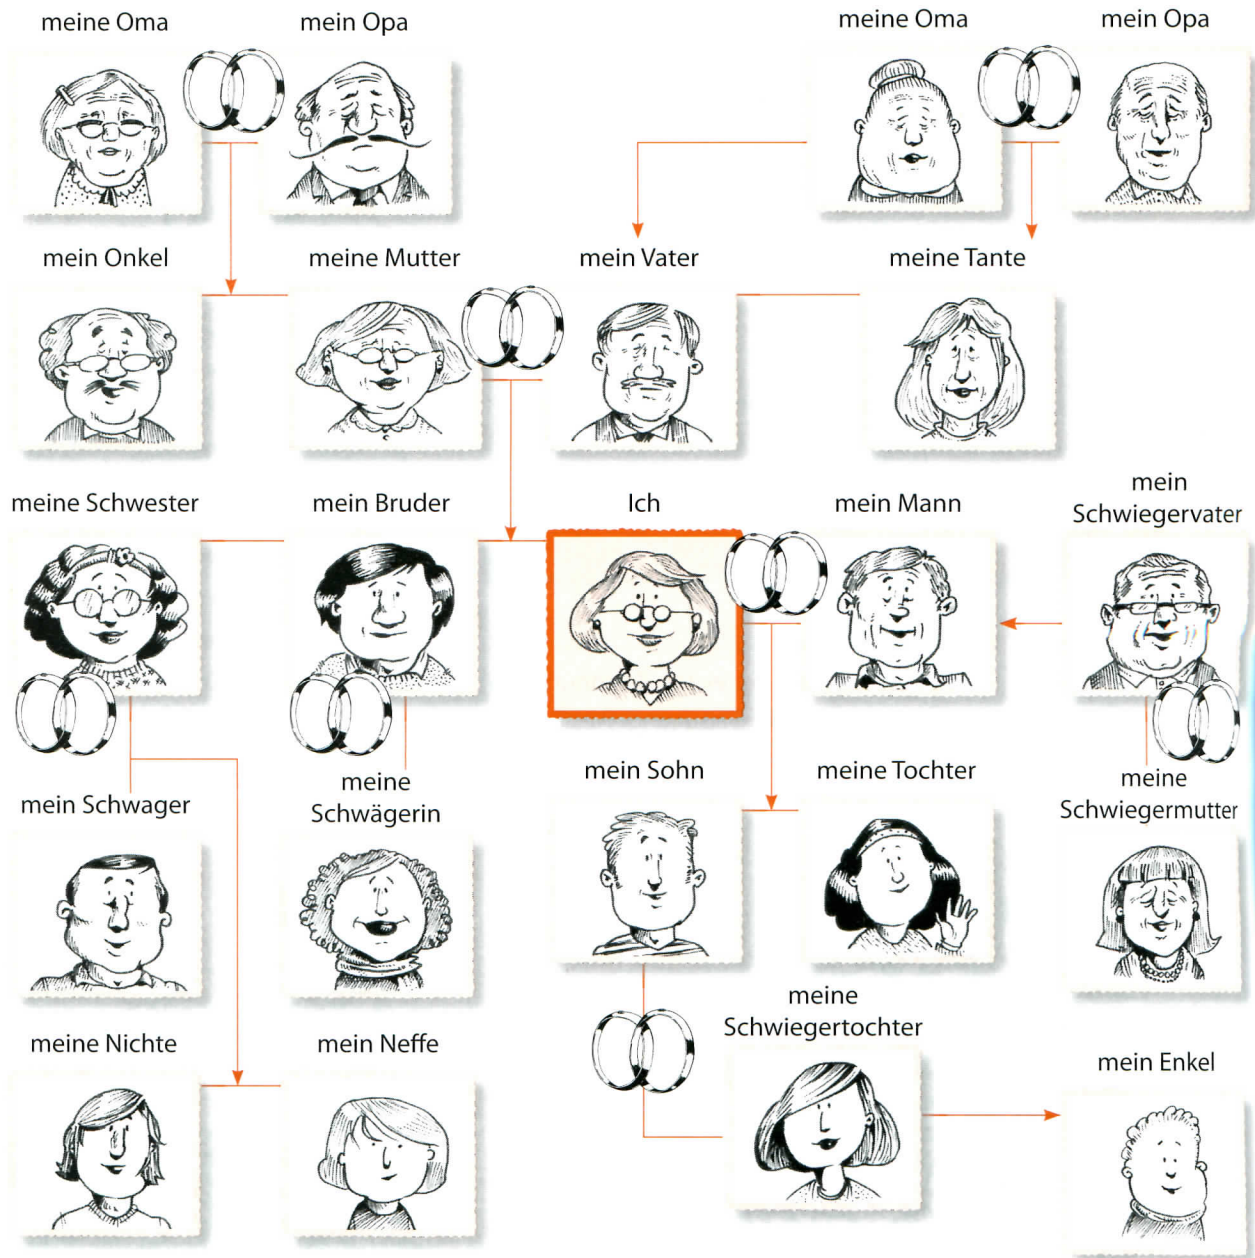 meine Oma
mein Opa
meine Oma
mein Opa
mein Onkel
meine Mutter
mein Vater
meine Tante
meine Schwester
mein Bruder
Ich
mein Mann
mein
Schwiegervater
mein Schwager
meine
Schwägerin
mein Sohn
meine Tochter
meine
Schwiegermutter
meine Nichte
mein Neffe
meine
Schwiegertochter
mein Enkel